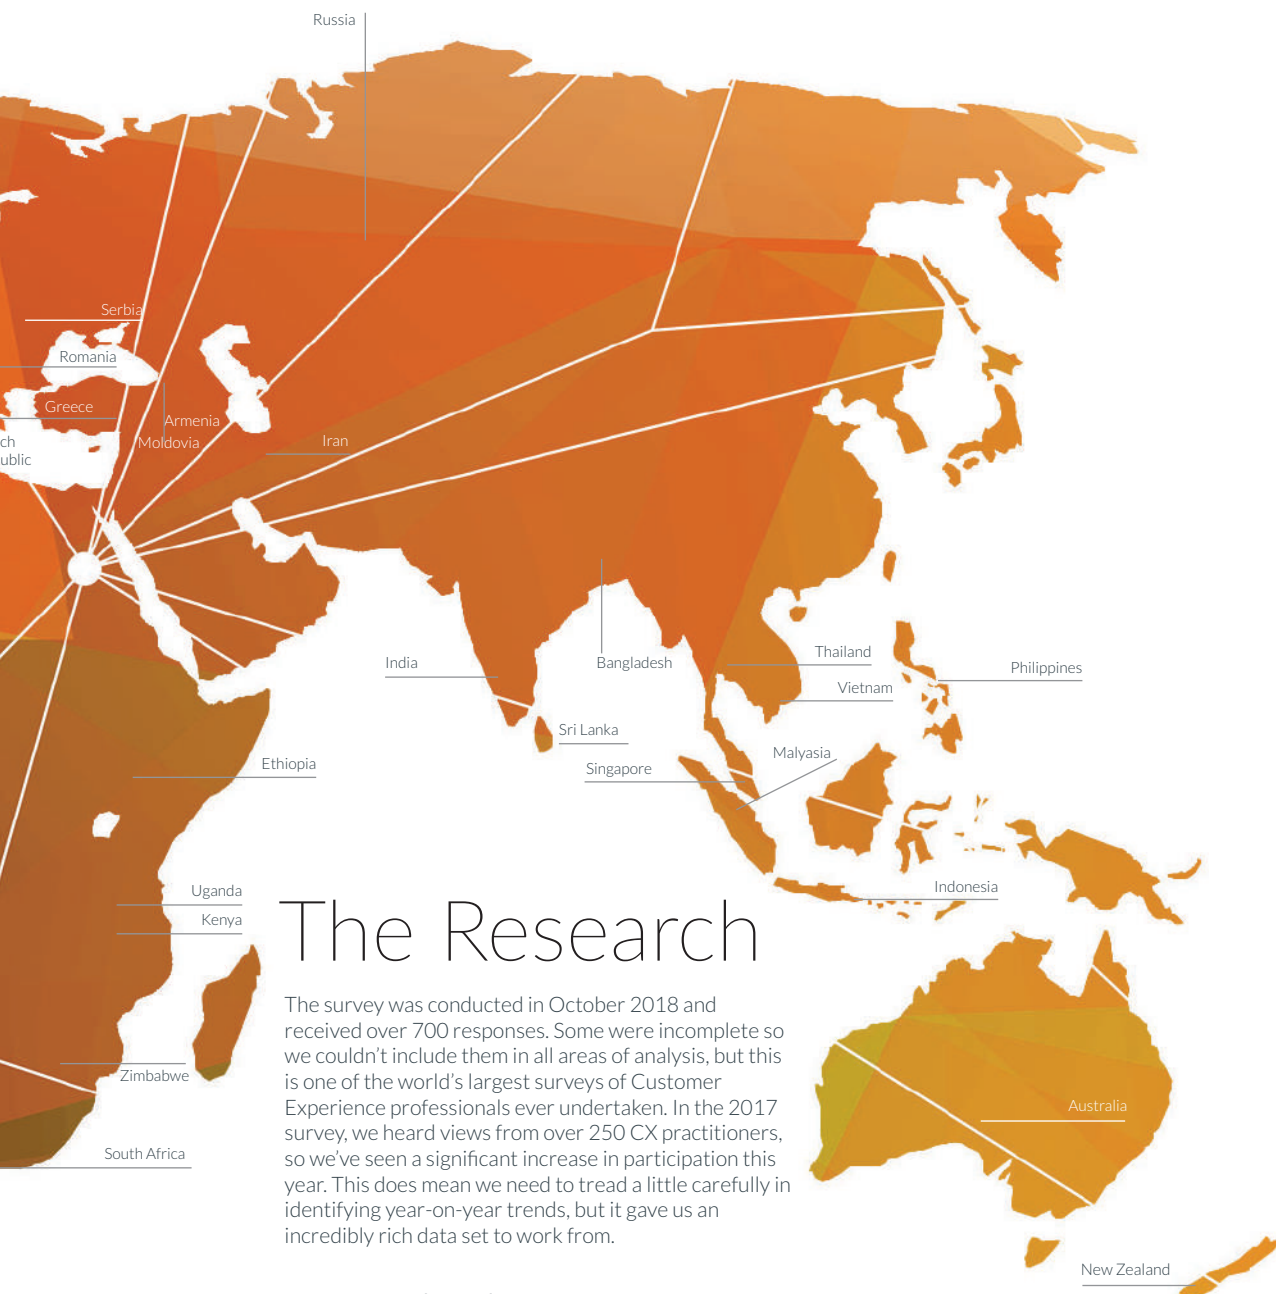 Russia
Serbia
Romania
Greece
Armenia
ch
Moldovia
Iran
ublic
Thailand
India
Bangladesh
Philippines
Vietnam
Sri Lanka
Malyasia
Ethiopia
Singapore
Indonesia
Uganda
Kenya
The Research
The survey was conducted in October 2018 and
received over 700 responses. Some were incomplete so
we couldn’t include them in all areas of analysis, but this
is one of the world’s largest surveys of Customer
Experience professionals ever undertaken. In the 2017
survey, we heard views from over 250 CX practitioners,
so we’ve seen a significant increase in participation this
year. This does mean we need to tread a little carefully in
identifying year-on-year trends, but it gave us an
incredibly rich data set to work from.
Zimbabwe
Australia
South Africa
New Zealand